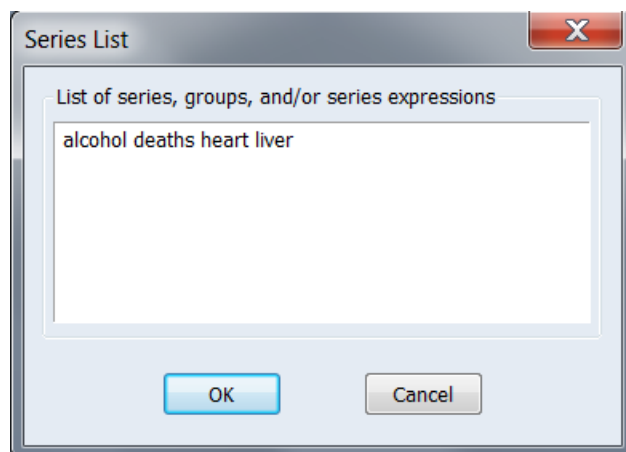 Series List
List of series, groups, and/or series expressions
alcohol deaths heart liver
OK
Cancel